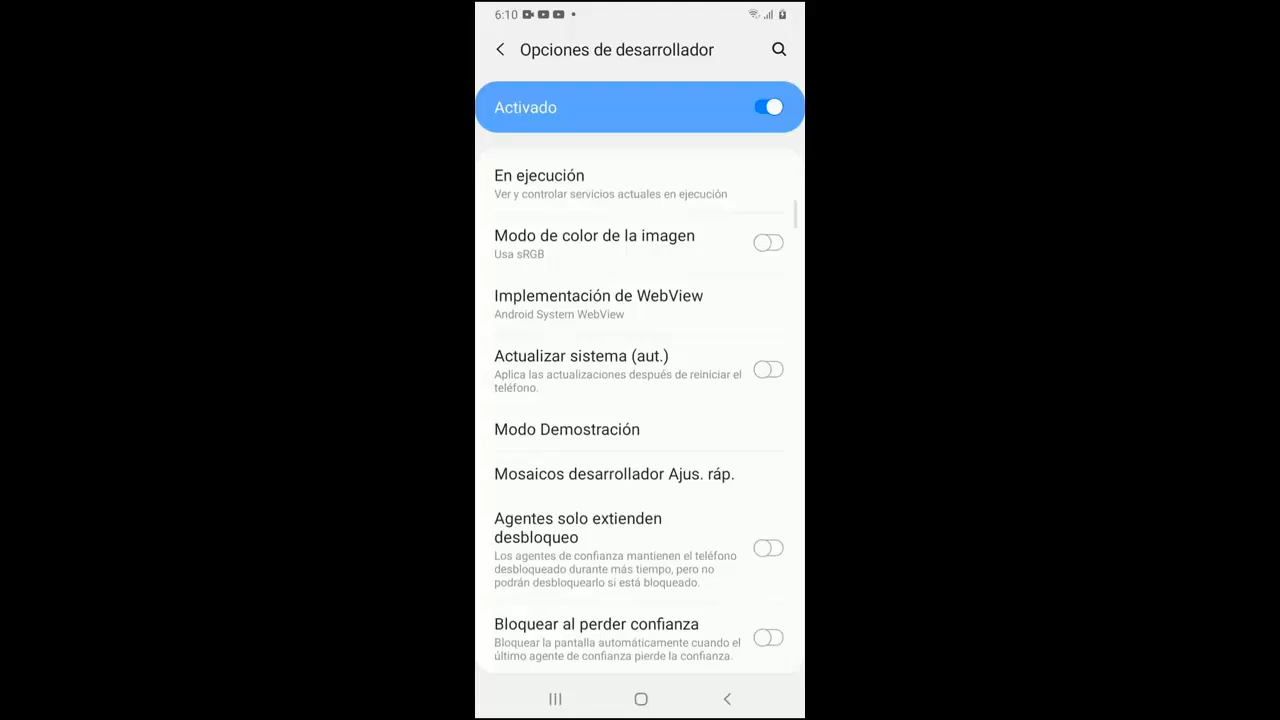 6:10
Opciones de desarrollador
Activado
En ejecución
Ver y controlar servicios actuales en ejecución
Modo de color de la imagen
Usa sRGB
Implementación de WebView
Android System WebView
Actualizar sistema (aut.)
Aplica las actualizaciones después de reiniciar el
teléfono.
Modo Demostración
Mosaicos desarrollador Ajus. ráp.
Agentes solo extienden
desbloqueo
Los agentes de confianza mantienen el teléfono
desbloqueado durante más tiempo, pero no
podrán desbloquearlo si está bloqueado.
Bloquear al perder confianza
Bloquear la pantalla automáticamente cuando el
último agente de confianza pierde la confianza.